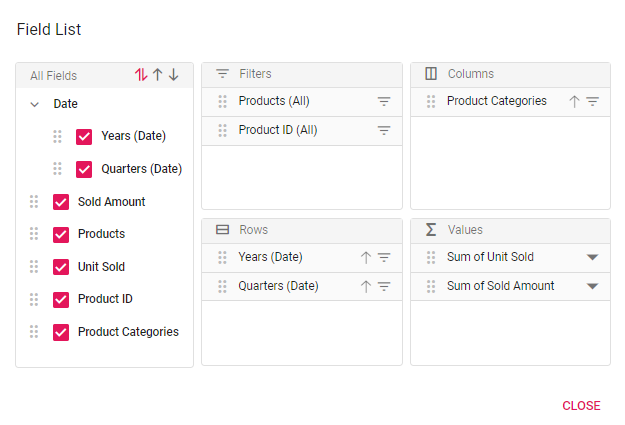 Field List
All Fields
Date
Years (Date)
Quarters (Date)
Sold Amount
Products
Unit Sold
Product ID
Product Categories
Filters
Products (All)
Product ID (All)
Columns
Product Categories
Rows
Years (Date)
Quarters (Date)
Values
Sum of Unit Sold
Sum of Sold Amount
CLOSE